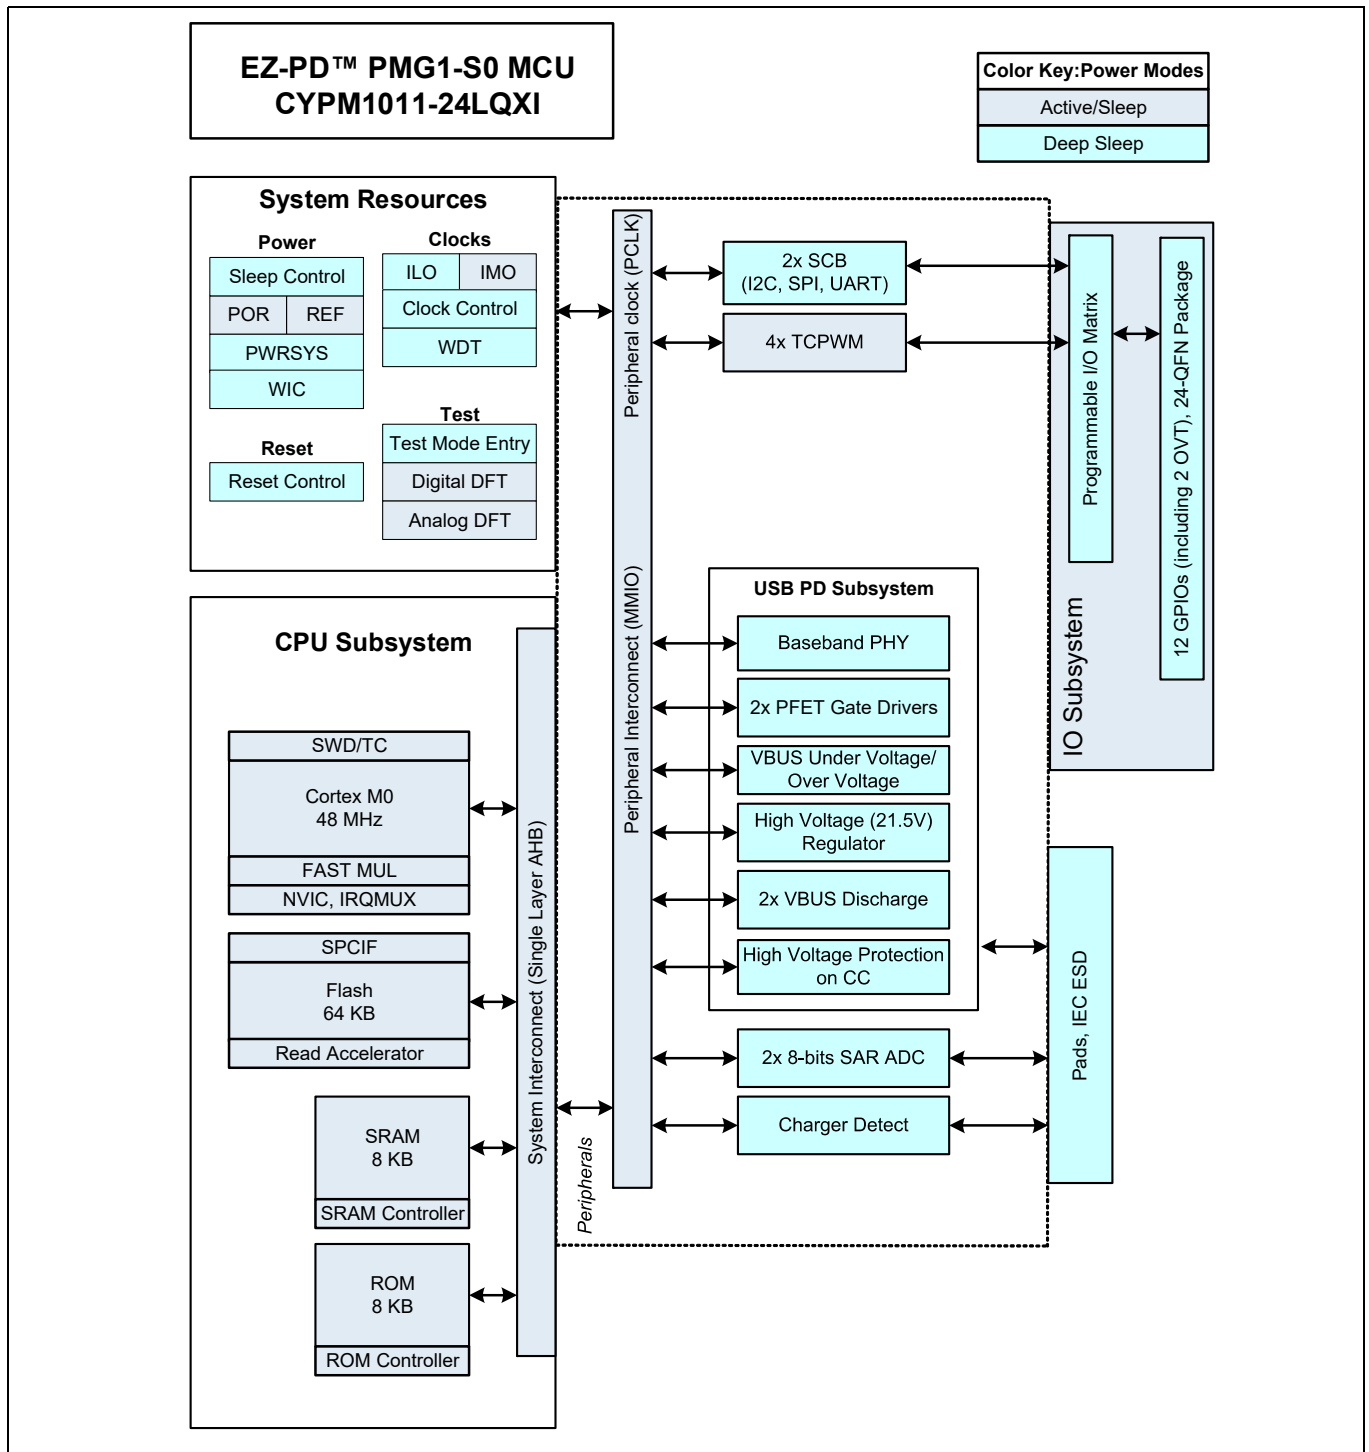 EZ-PD™ PMG1-S0 MCU
CYPM1011-24LQXI
Color Key:Power Modes
Active/Sleep
Deep Sleep
System Resources
Power
Sleep Control
POR
REF
PWRSYS
WIC
Clocks
ILO
IMO
Clock Control
WDT
Reset
Reset Control
Test
Test Mode Entry
Digital DFT
Analog DFT
CPU Subsystem
SWD/TC
Cortex M0
48 MHz
FAST MUL
NVIC, IRQMUX
SPCIF
Flash
64 KB
Read Accelerator
SRAM
8 KB
SRAM Controller
ROM
8 KB
ROM Controller
System Interconnect (Single Layer AHB)
Peripherals
Peripheral clock (PCLK)
Peripheral Interconnect (MMIO)
2x SCB
(I2C, SPI, UART)
4x TCPWM
USB PD Subsystem
Baseband PHY
2x PFET Gate Drivers
VBUS Under Voltage/
Over Voltage
High Voltage (21.5V)
Regulator
2x VBUS Discharge
High Voltage Protection
on CC
2x 8-bits SAR ADC
Charger Detect
IO Subsystem
Programmable I/O Matrix
12 GPIOs (including 2 OVT), 24-QFN Package
Pads, IEC ESD